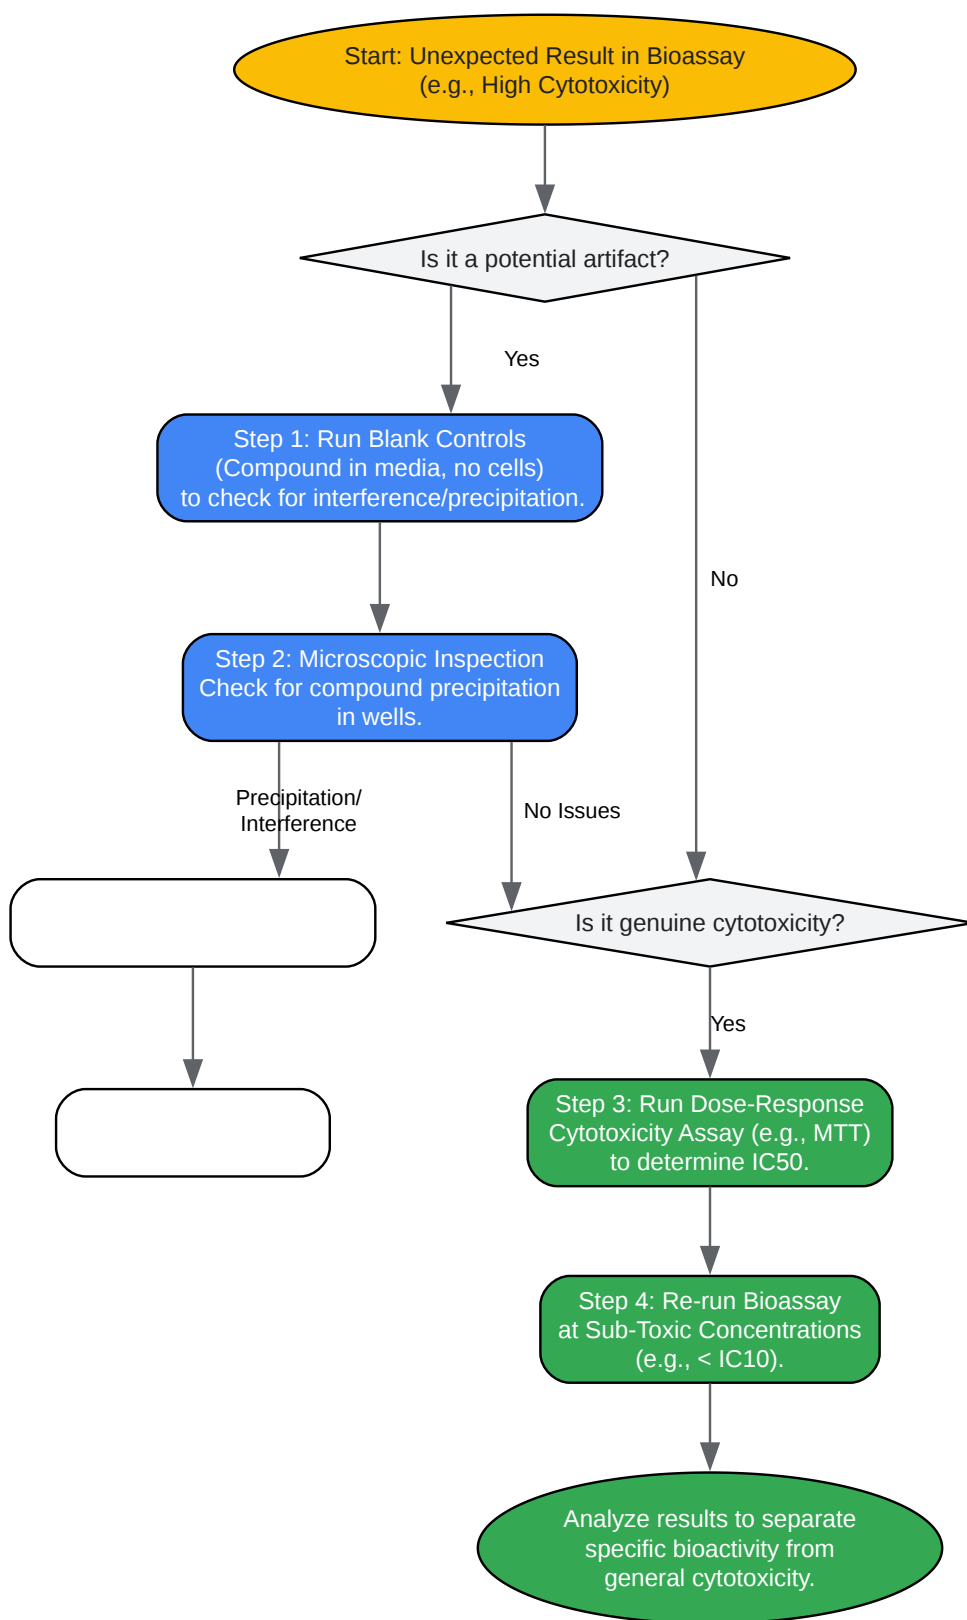 Start: Unexpected Result in Bioassay
(e.g., High Cytotoxicity)
Is it a potential artifact?
Yes
Step 1: Run Blank Controls
(Compound in media, no cells)
to check for interference/precipitation.
No
Step 2: Microscopic Inspection
Check for compound precipitation
in wells.
Precipitation/
Interference
No Issues
Is it genuine cytotoxicity?
Yes
Step 3: Run Dose-Response
Cytotoxicity Assay (e.g., MTT)
to determine IC50.
Step 4: Re-run Bioassay
at Sub-Toxic Concentrations
(e.g., < IC10).
Analyze results to separate
specific bioactivity from
general cytotoxicity.